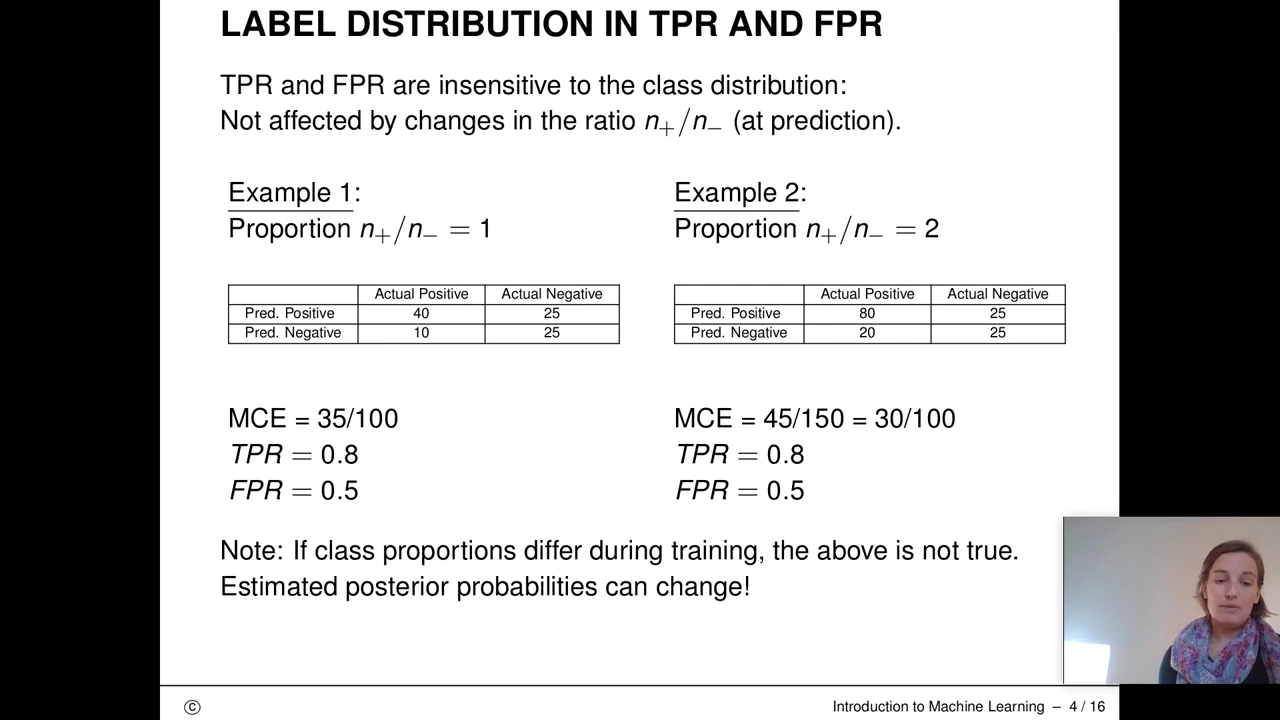 LABEL DISTRIBUTION IN TPR AND FPR
TPR and FPR are insensitive to the class distribution:
Not affected by changes in the ratio n₊/n₋ (at prediction).
Example 1:
Proportion n₊/n₋ = 1
Actual Positive Actual Negative
Pred. Positive 40 25
Pred. Negative 10 25
MCE = 35/100
TPR = 0.8
FPR = 0.5
Example 2:
Proportion n₊/n₋ = 2
Actual Positive Actual Negative
Pred. Positive 80 25
Pred. Negative 20 25
MCE = 45/150 = 30/100
TPR = 0.8
FPR = 0.5
Note: If class proportions differ during training, the above is not true.
Estimated posterior probabilities can change!
©
Introduction to Machine Learning – 4 / 16